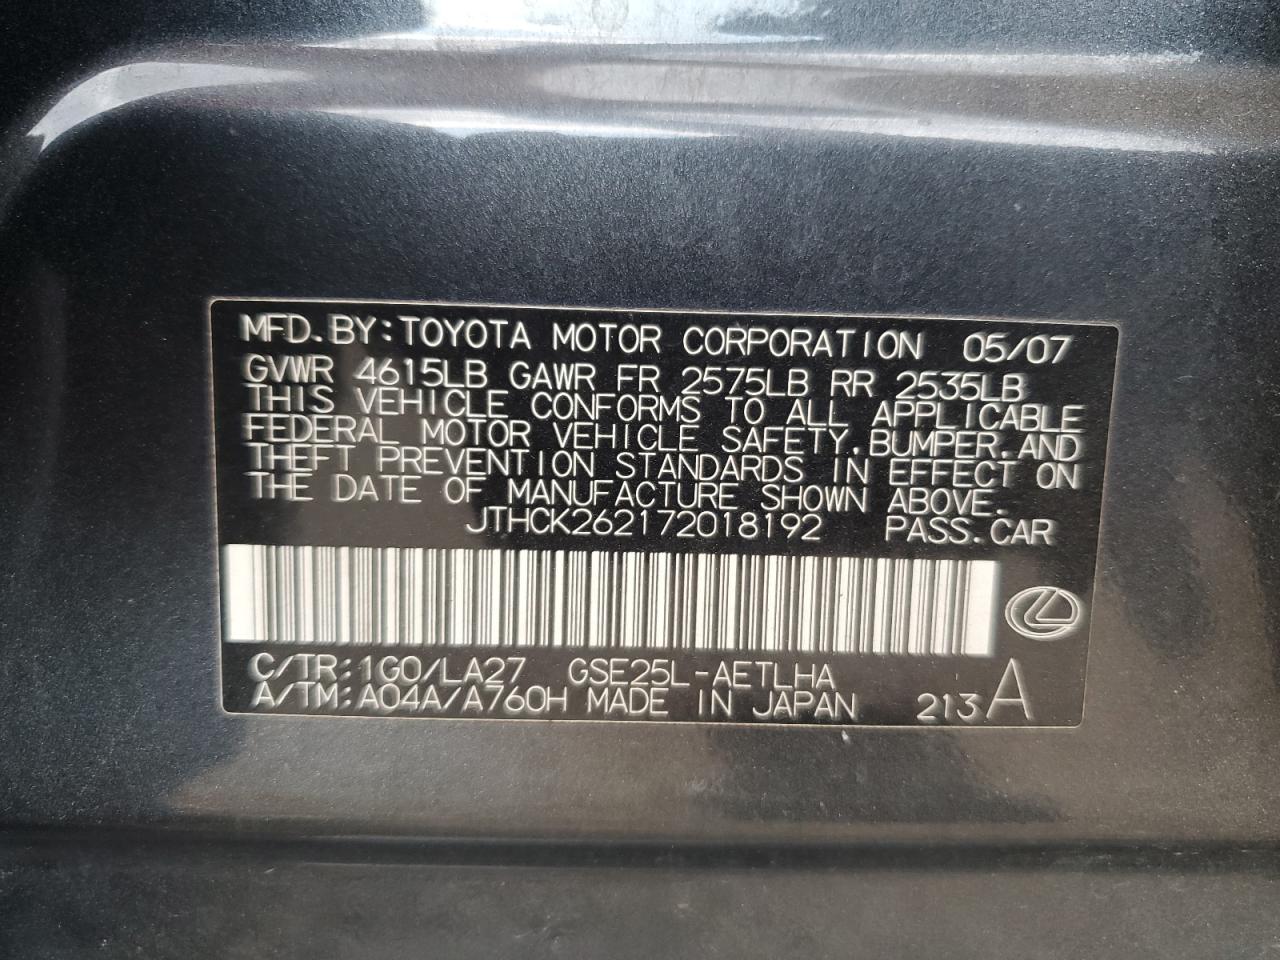 MFD.BY:TOYOTA MOTOR CORPORATION 05/07
GVWR 4615LB GAWR FR 2575LB RR 2535LB
THIS VEHICLE CONFORMS TO ALL APPLICABLE
FEDERAL MOTOR VEHICLE SAFETY,BUMPER,AND
THEFT PREVENTION STANDARDS IN EFFECT ON
THE DATE OF MANUFACTURE SHOWN ABOVE.
JTHCK262172018192 PASS.CAR
C/TR:1G0/LA27 GSE25L-AETLHA
A/TM:A04A/A760H MADE IN JAPAN 213A